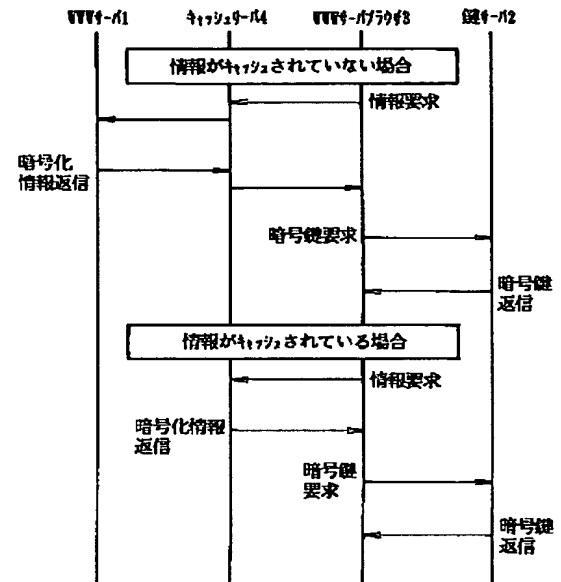 WWWサーバ1 キャッシュサーバ4 WWWサーバブラウザ3 鍵サーバ2
情報がキャッシュされていない場合
情報要求
暗号化
情報返信
暗号鍵要求
暗号鍵
返信
情報がキャッシュされている場合
情報要求
暗号化情報
返信
暗号鍵
要求
暗号鍵
返信